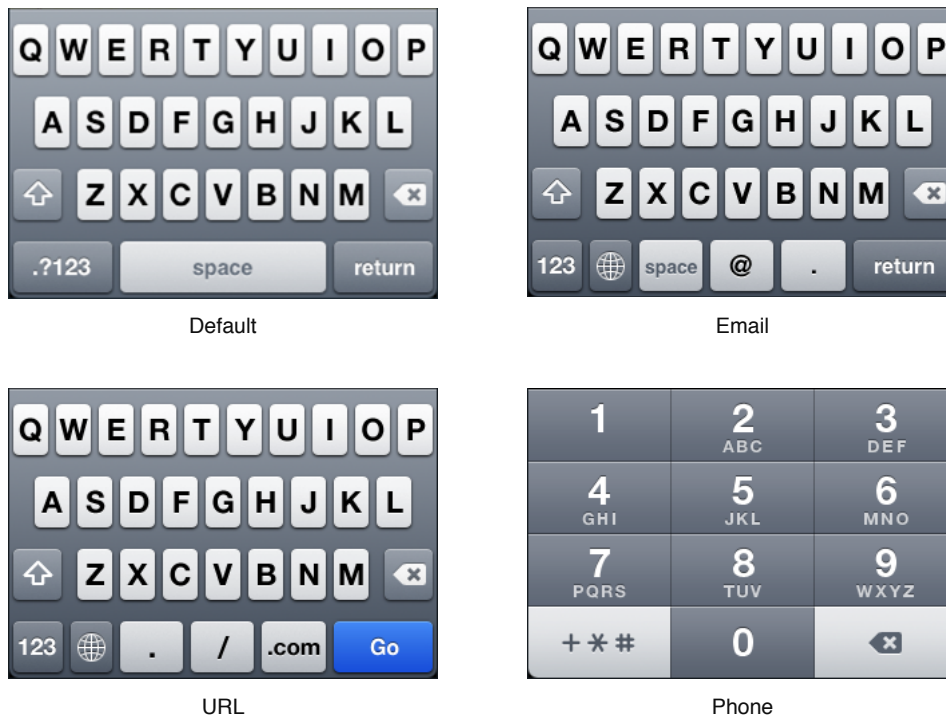 Q W E R T Y U I O P
A S D F G H J K L
Z X C V B N M
.?123 space return
Default
Q W E R T Y U I O P
A S D F G H J K L
Z X C V B N M
123 space @ . return
Email
Q W E R T Y U I O P
A S D F G H J K L
Z X C V B N M
123 . / .com Go
URL
1 2 3
ABC DEF
4 5 6
GHI JKL MNO
7 8 9
PQRS TUV WXYZ
+*# 0
Phone